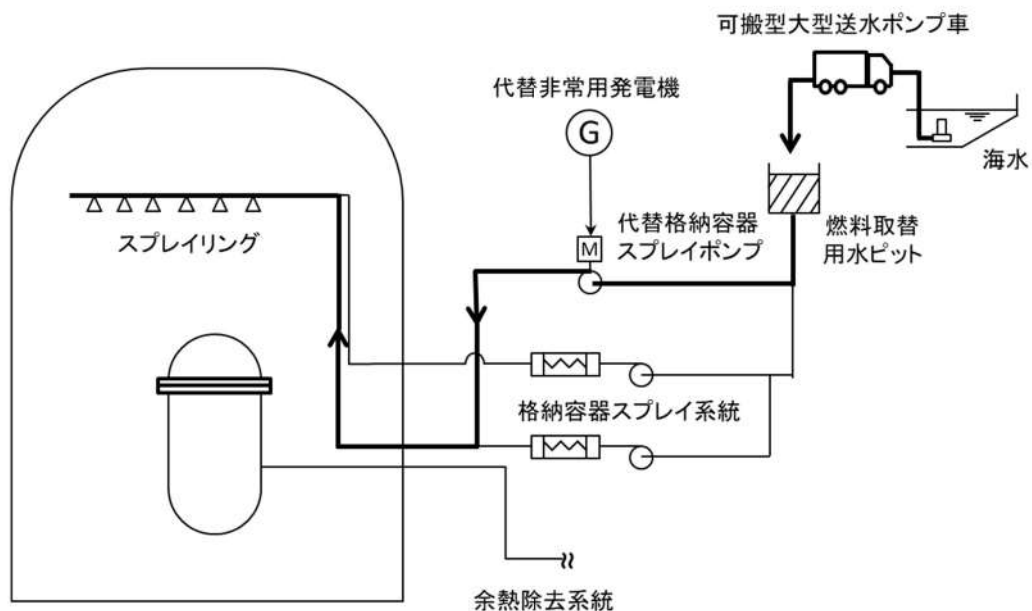 可搬型大型送水ポンプ車
代替非常用発電機
G
海水
M
代替格納容器
スプレイポンプ
燃料取替
用水ピット
スプレイリング
格納容器スプレイ系統
余熱除去系統